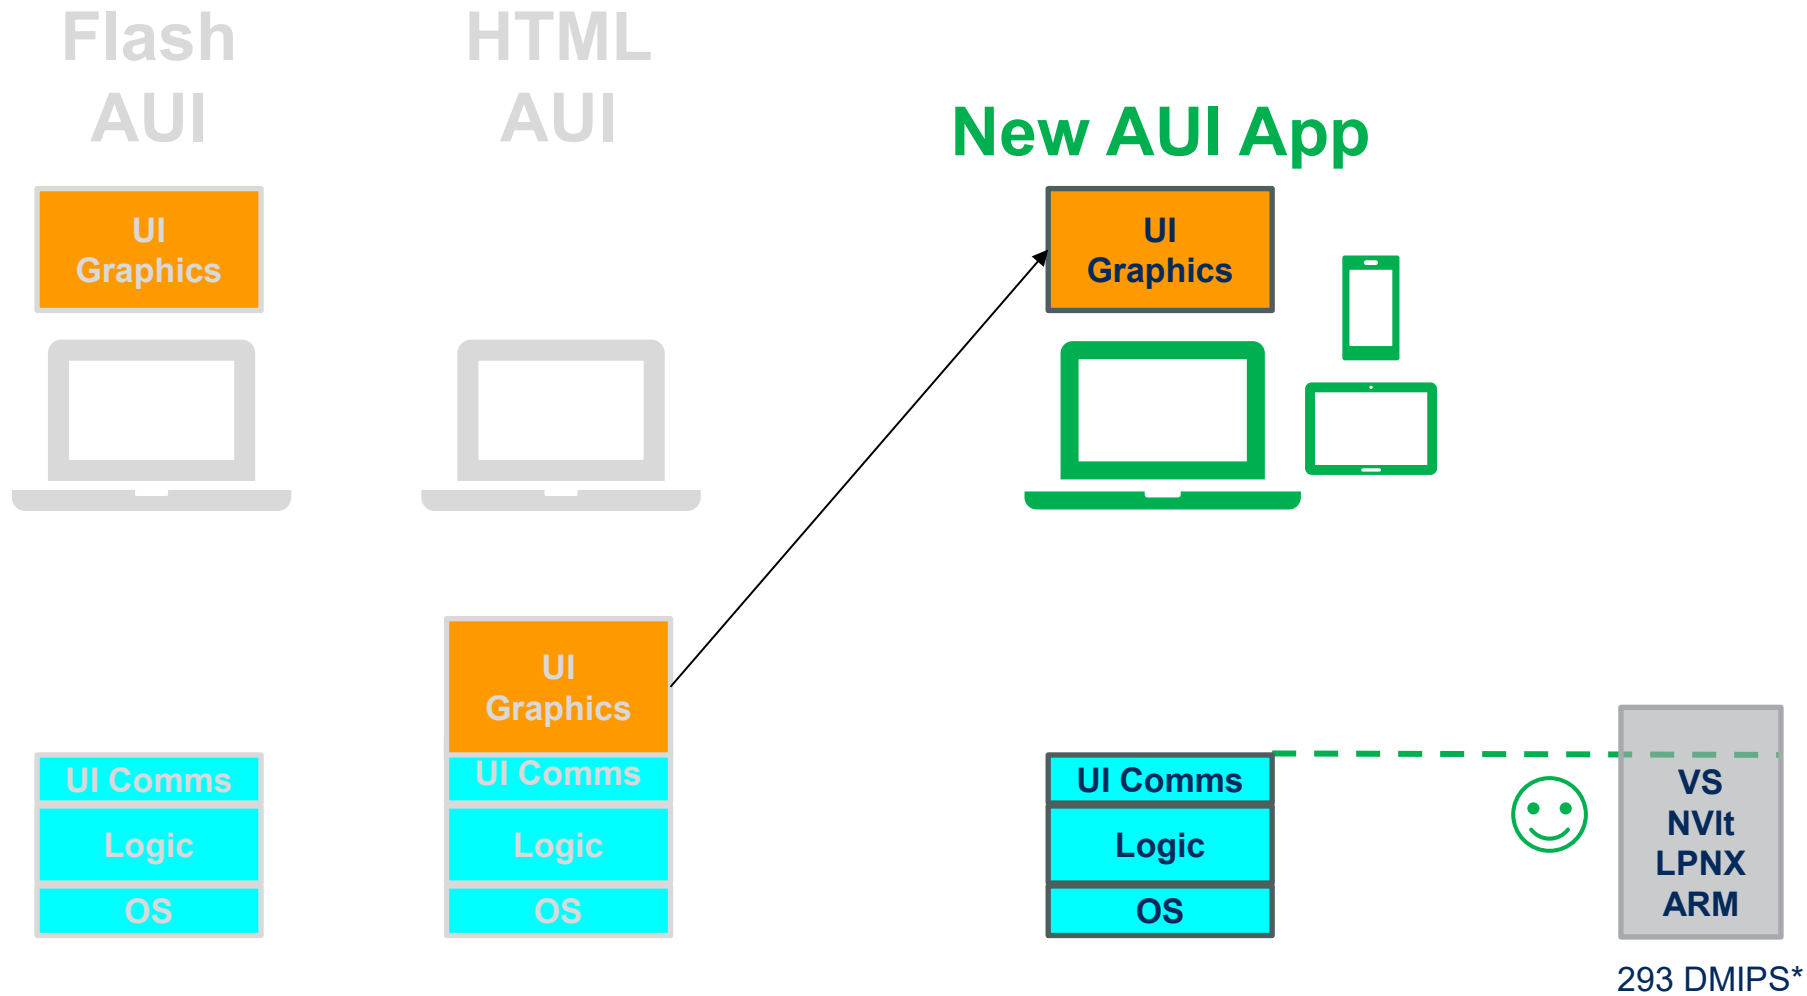 Flash
AUI
HTML
AUI
New AUI App
UI
Graphics
UI
Graphics
UI
Graphics
UI Comms
Logic
OS
UI Comms
Logic
OS
UI Comms
Logic
OS
VS
NVIt
LPNX
ARM
293 DMIPS*